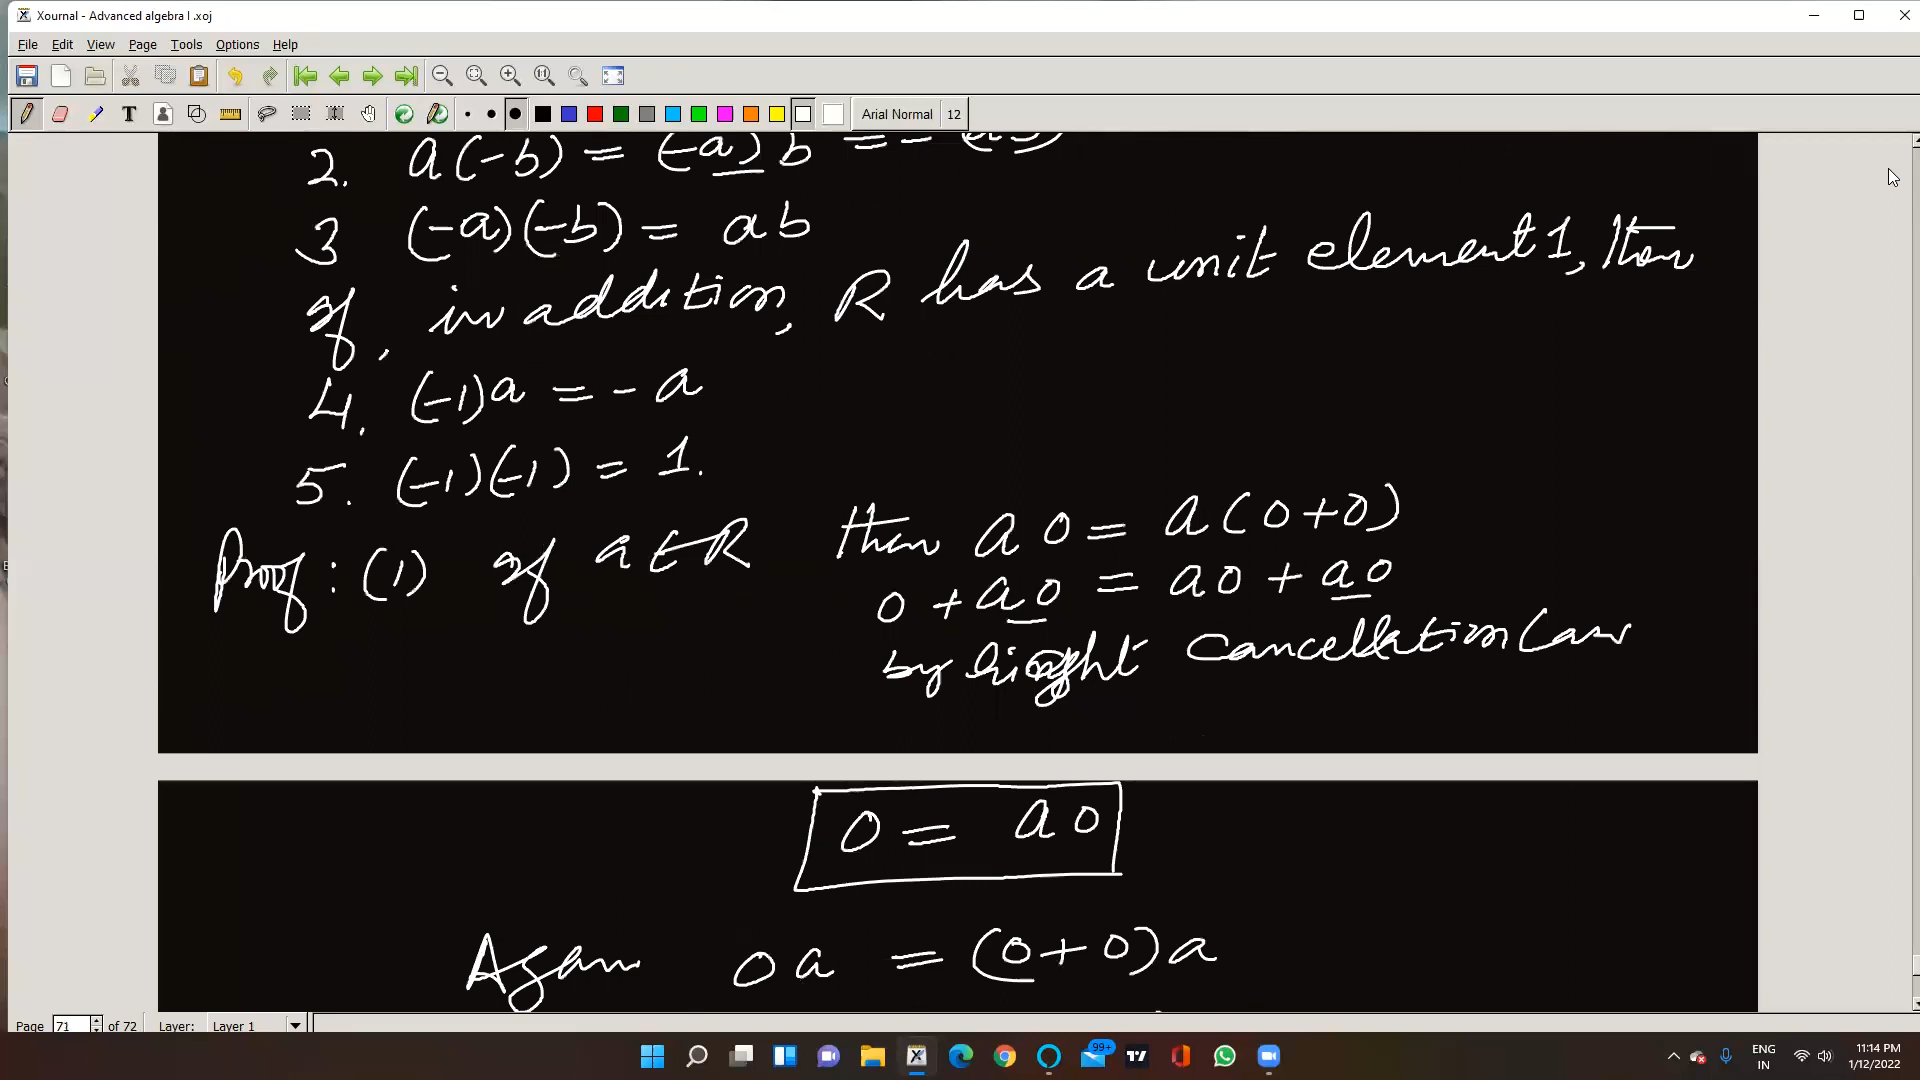 Xournal - Advanced algebra I .xoj
File Edit View Page Tools Options Help
Arial Normal 12
2. a(-b) = (-a)b = -(ab)
3 (-a)(-b) = ab
If, in addition, R has a unit element 1, then
4. (-1)a = -a
5. (-1)(-1) = 1.
Proof: (1) If a ∈ R then a0 = a(0+0)
0 + a0 = a0 + a0
by right Cancellation law
0 = a0
Again 0a = (0+0)a
Page 71 of 72 Layer: Layer 1
99+
ENG
IN
11:14 PM
1/12/2022